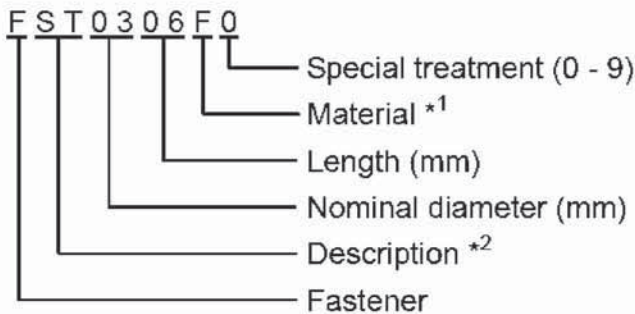 FST0306F0
Special treatment (0 - 9)
Material *1
Length (mm)
Nominal diameter (mm)
Description *2
Fastener